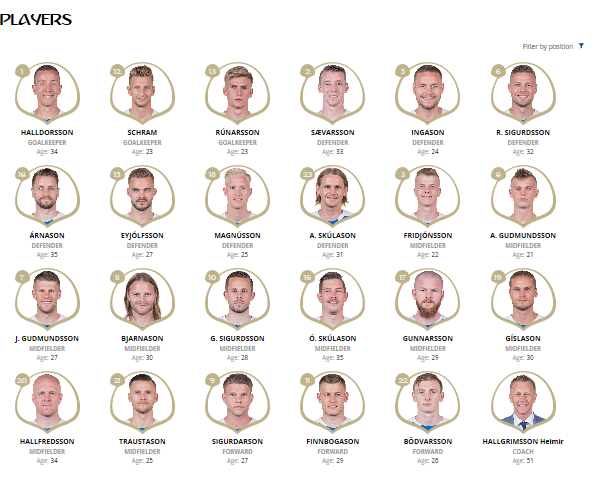 PLAYERS
Filter by position
1 12 13 2 5 6
HALLDORSSON SCHRAM RÚNARSSON SÆVARSSON INGASON R. SIGURDSSON
GOALKEEPER GOALKEEPER GOALKEEPER DEFENDER DEFENDER DEFENDER
Age: 34 Age: 23 Age: 23 Age: 33 Age: 24 Age: 32
14 15 18 23 3 4
ÁRNASON EYJÓLFSSON MAGNÚSSON A. SKÚLASON FRIDJÓNSSON A. GUDMUNDSSON
DEFENDER DEFENDER DEFENDER DEFENDER MIDFIELDER MIDFIELDER
Age: 35 Age: 27 Age: 25 Age: 31 Age: 22 Age: 21
7 8 10 16 17 19
J. GUDMUNDSSON BJARNASON G. SIGURDSSON Ó. SKÚLASON GUNNARSSON GÍSLASON
MIDFIELDER MIDFIELDER MIDFIELDER MIDFIELDER MIDFIELDER MIDFIELDER
Age: 27 Age: 30 Age: 28 Age: 35 Age: 29 Age: 30
20 21 9 11 22
HALLFREDSSON TRAUSTASON SIGURDARSON FINNBOGASON BÖDVARSSON HALLGRIMSSON Heimir
MIDFIELDER MIDFIELDER FORWARD FORWARD FORWARD COACH
Age: 34 Age: 25 Age: 27 Age: 29 Age: 26 Age: 51